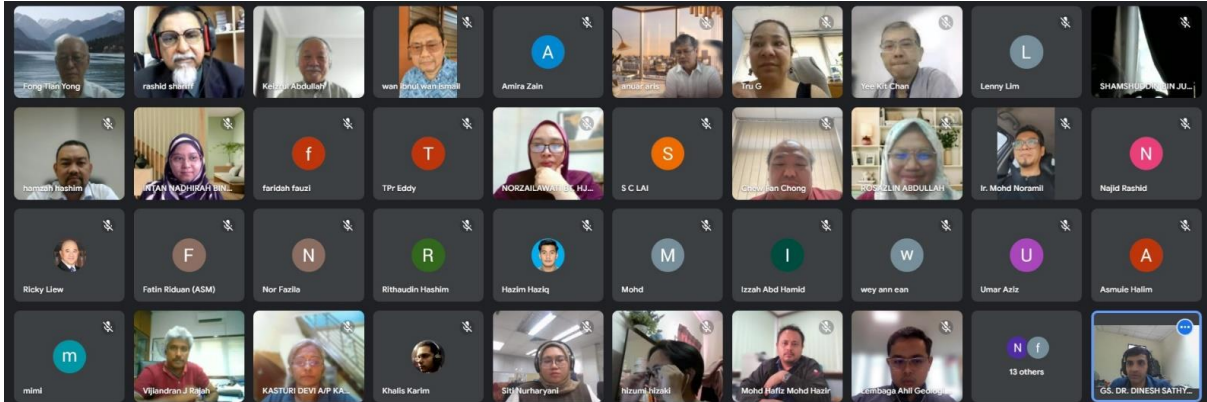 Fong Tian Yong
rashid shariff
Keizrul Abdullah
wan ibnul wan Ismail
A
Amira Zain
anuar aris
Tru G
Yee Kit Chan
L
Lenny Lim
SHAMSHUDDIN BIN JU...
hamzah hashim
INTAN NADHIRAH BIN...
f
faridah fauzi
T
TPr Eddy
NORZAILAWATI BT. HJ...
S
S C LAI
Chow Jian Chong
ROSAZLIN ABDULLAH
Ir. Mohd Noramil
N
Najid Rashid
Ricky Liew
F
Fatin Riduan (ASM)
N
Nor Fazila
R
Rithaudin Hashim
Hazim Haziq
M
Mohd
I
Izzah Abd Hamid
w
wey ann ean
U
Umar Aziz
A
Asmuie Halim
m
mimi
Vijiandran J Rajah
KASTURI DEVI A/P KA...
Khalis Karim
Siti Nurharyani
hizumi hizaki
Mohd Hafiz Mohd Hazir
Lembaga Ahli Geologi
N f
13 others
GS. DR. DINESH SATHY...